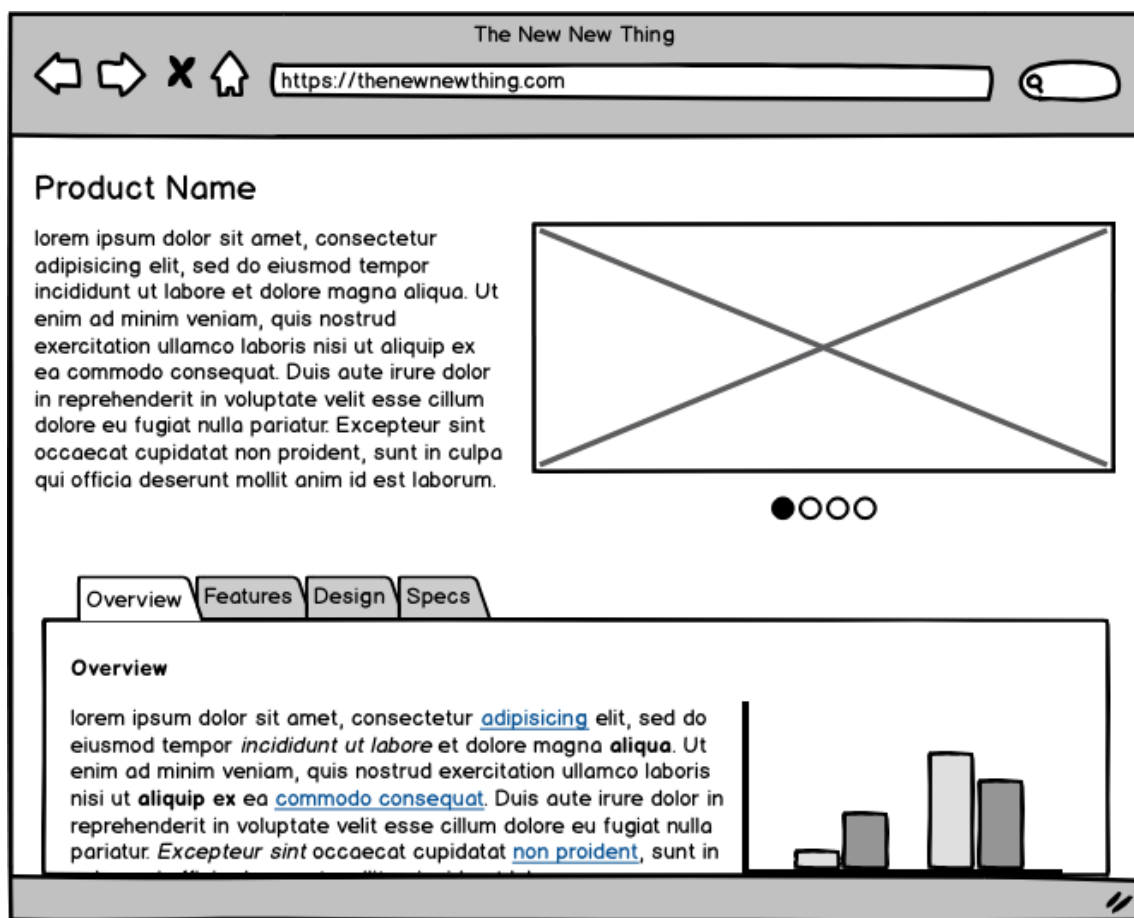 The New New Thing
https://thenewnewthing.com
Product Name
lorem ipsum dolor sit amet, consectetur
adipisicing elit, sed do eiusmod tempor
incididunt ut labore et dolore magna aliqua. Ut
enim ad minim veniam, quis nostrud
exercitation ullamco laboris nisi ut aliquip ex
ea commodo consequat. Duis aute irure dolor
in reprehenderit in voluptate velit esse cillum
dolore eu fugiat nulla pariatur. Excepteur sint
occaecat cupidatat non proident, sunt in culpa
qui officia deserunt mollit anim id est laborum.
Overview Features Design Specs
Overview
lorem ipsum dolor sit amet, consectetur adipisicing elit, sed do
eiusmod tempor incididunt ut labore et dolore magna aliqua. Ut
enim ad minim veniam, quis nostrud exercitation ullamco laboris
nisi ut aliquip ex ea commodo consequat. Duis aute irure dolor in
reprehenderit in voluptate velit esse cillum dolore eu fugiat nulla
pariatur. Excepteur sint occaecat cupidatat non proident, sunt in